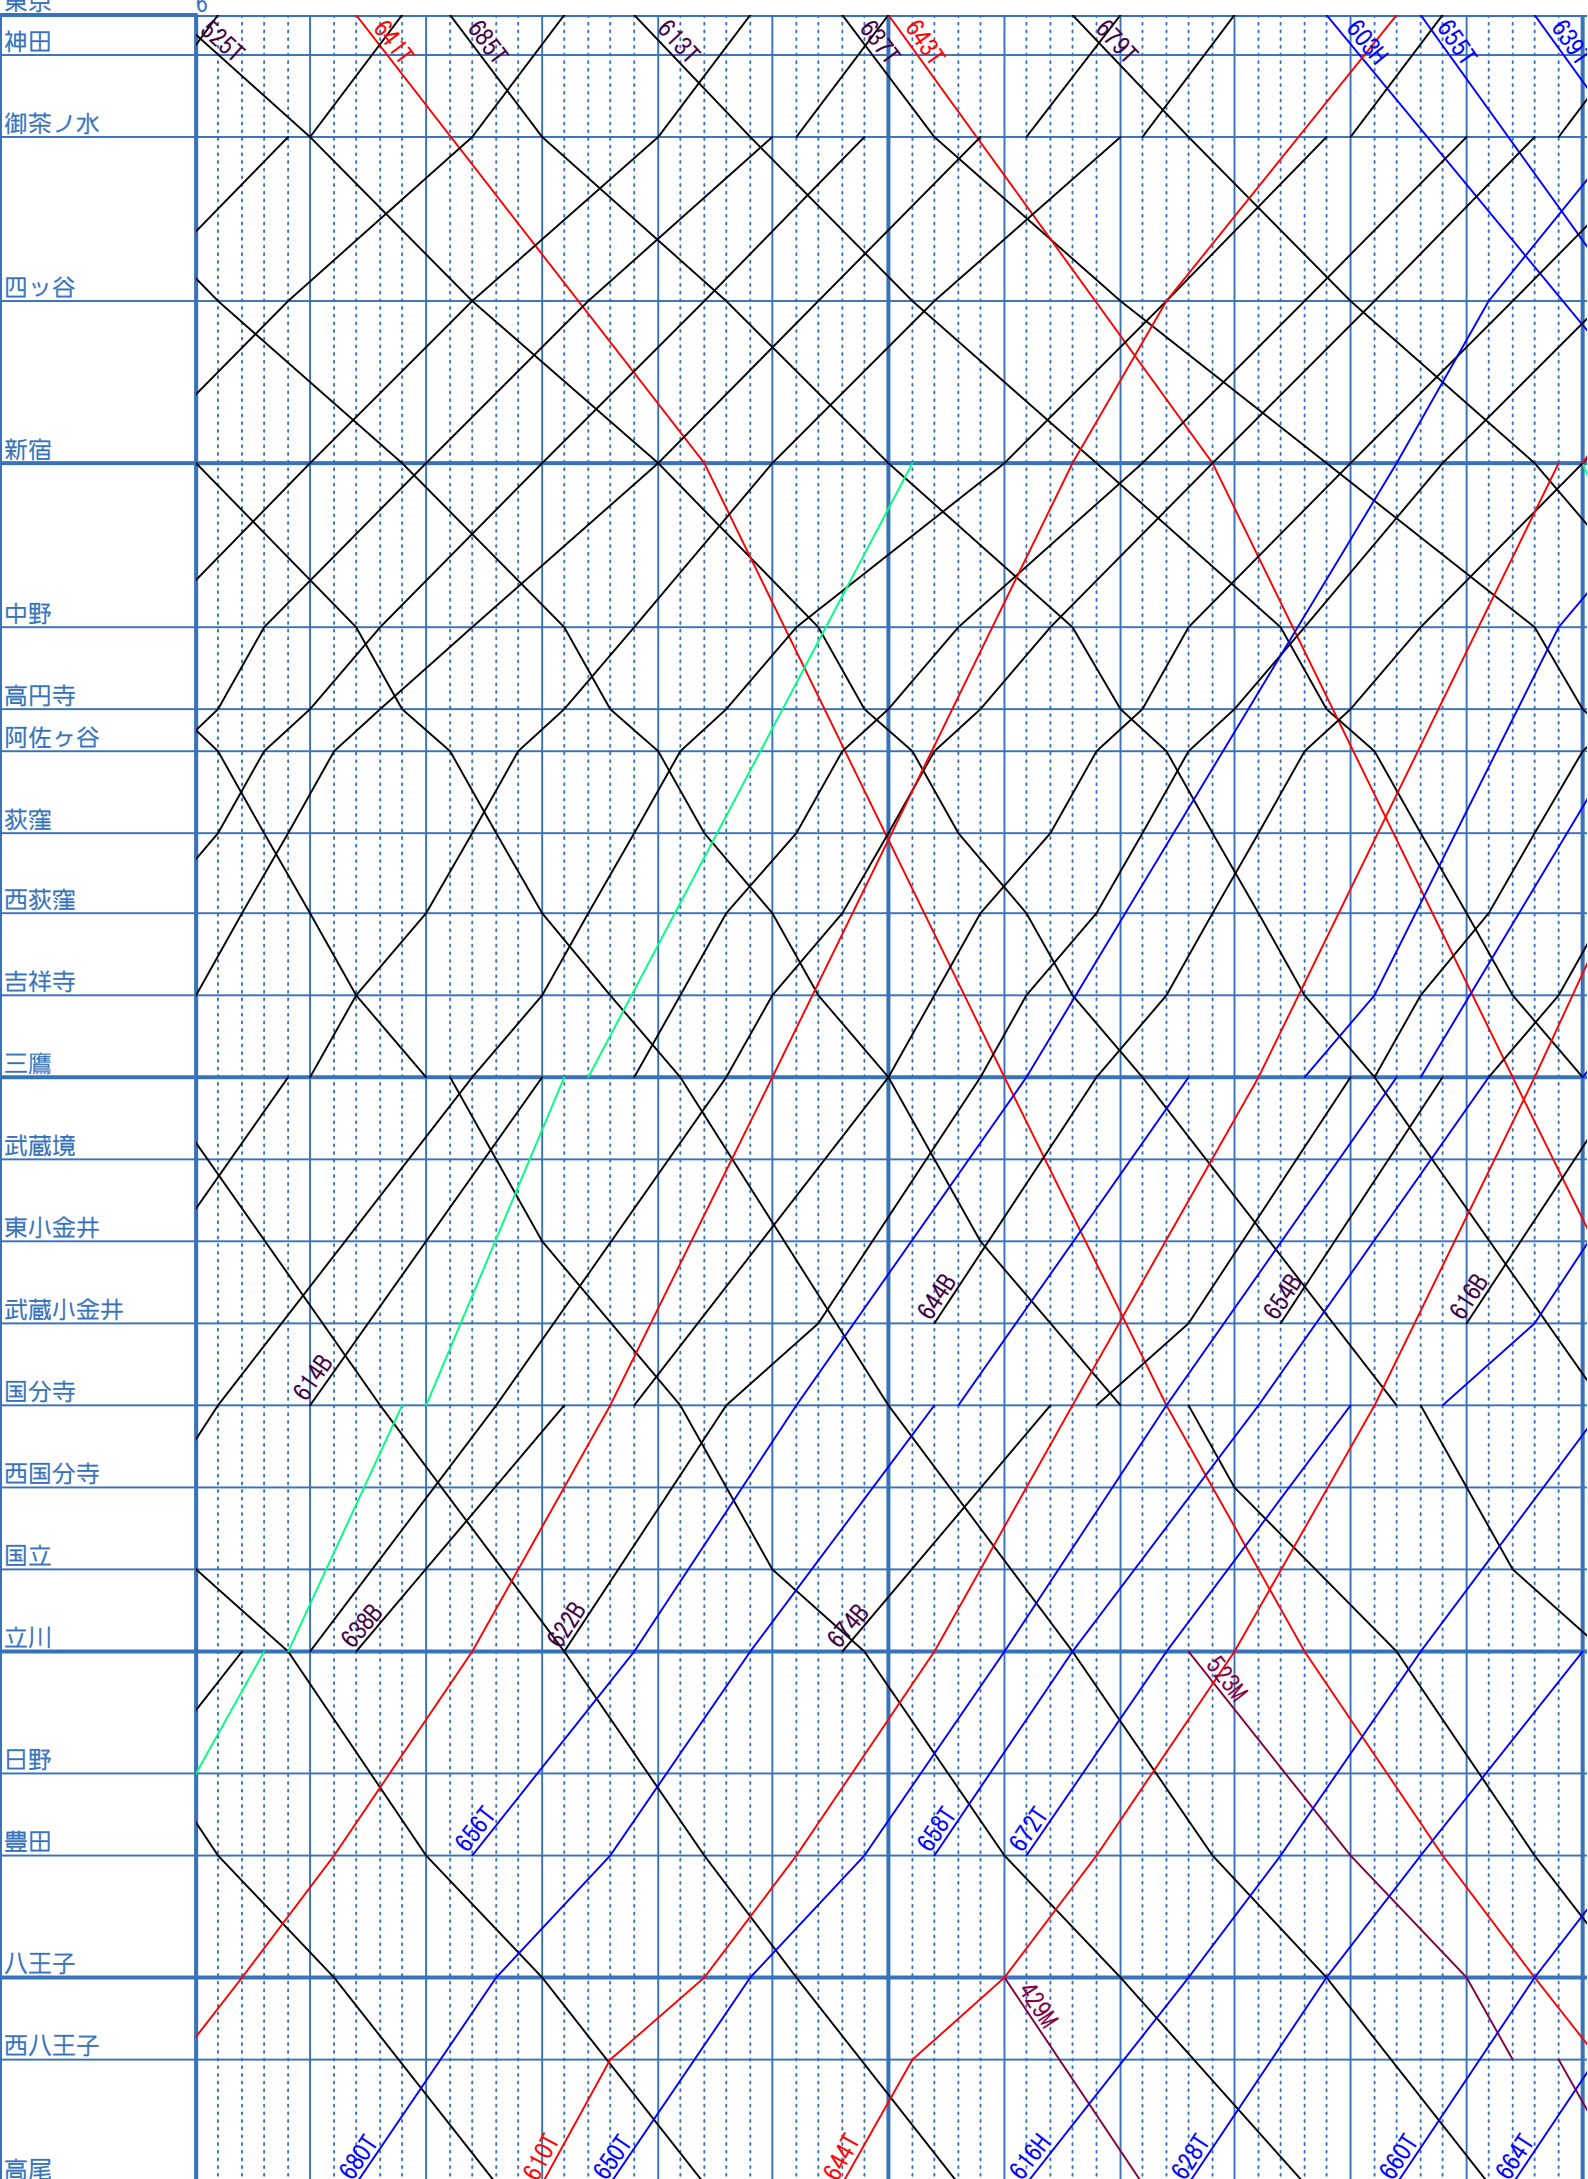 東京
6
神田
525T
641T
685T
613T
637T
643T
679T
603H
655T
639T
御茶ノ水
四ッ谷
新宿
中野
高円寺
阿佐ヶ谷
荻窪
西荻窪
吉祥寺
三鷹
武蔵境
東小金井
武蔵小金井
644B
654B
616B
国分寺
614B
西国分寺
国立
立川
638B
622B
674B
523M
日野
豊田
656T
658T
672T
八王子
429M
西八王子
高尾
680T
610T
650T
644T
616H
628T
660T
664T